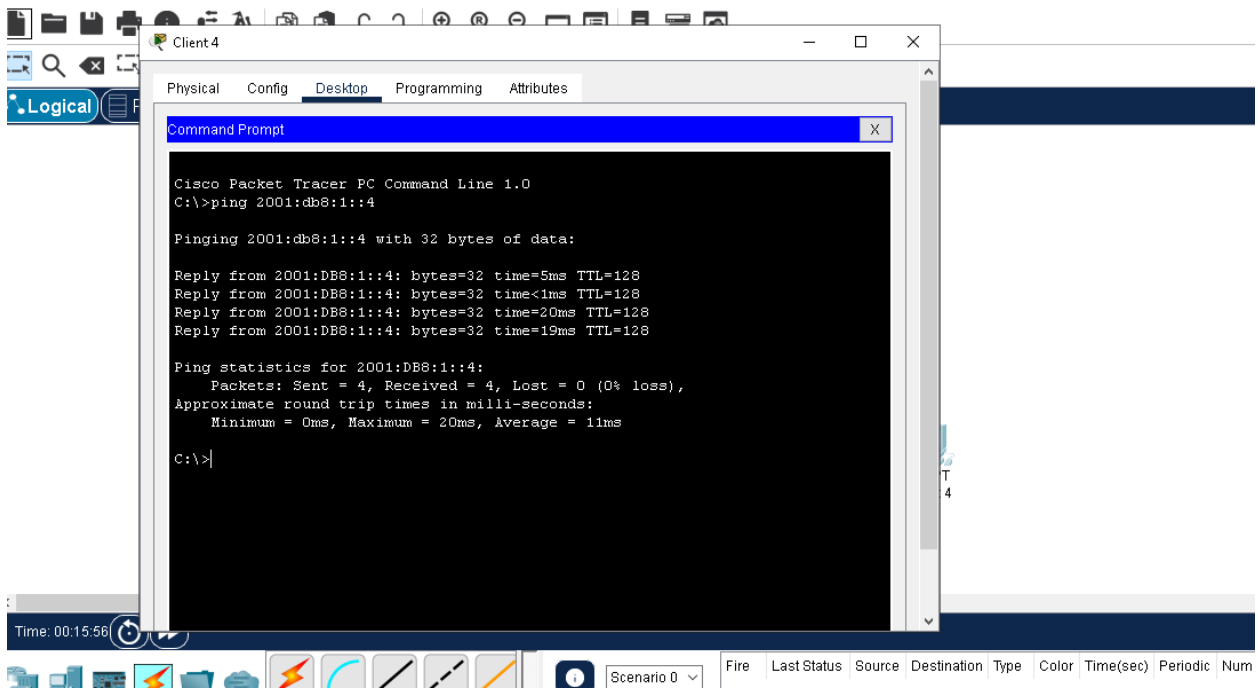 Client 4
Physical Config Desktop Programming Attributes
Logical
Command Prompt
X
Cisco Packet Tracer PC Command Line 1.0
C:\>ping 2001:db8:1::4
Pinging 2001:db8:1::4 with 32 bytes of data:
Reply from 2001:DB8:1::4: bytes=32 time=5ms TTL=128
Reply from 2001:DB8:1::4: bytes=32 time<1ms TTL=128
Reply from 2001:DB8:1::4: bytes=32 time=20ms TTL=128
Reply from 2001:DB8:1::4: bytes=32 time=19ms TTL=128
Ping statistics for 2001:DB8:1::4:
Packets: Sent = 4, Received = 4, Lost = 0 (0% loss),
Approximate round trip times in milli-seconds:
Minimum = 0ms, Maximum = 20ms, Average = 11ms
C:\>
T
4
Time: 00:15:56
Scenario 0
Fire Last Status Source Destination Type Color Time(sec) Periodic Num